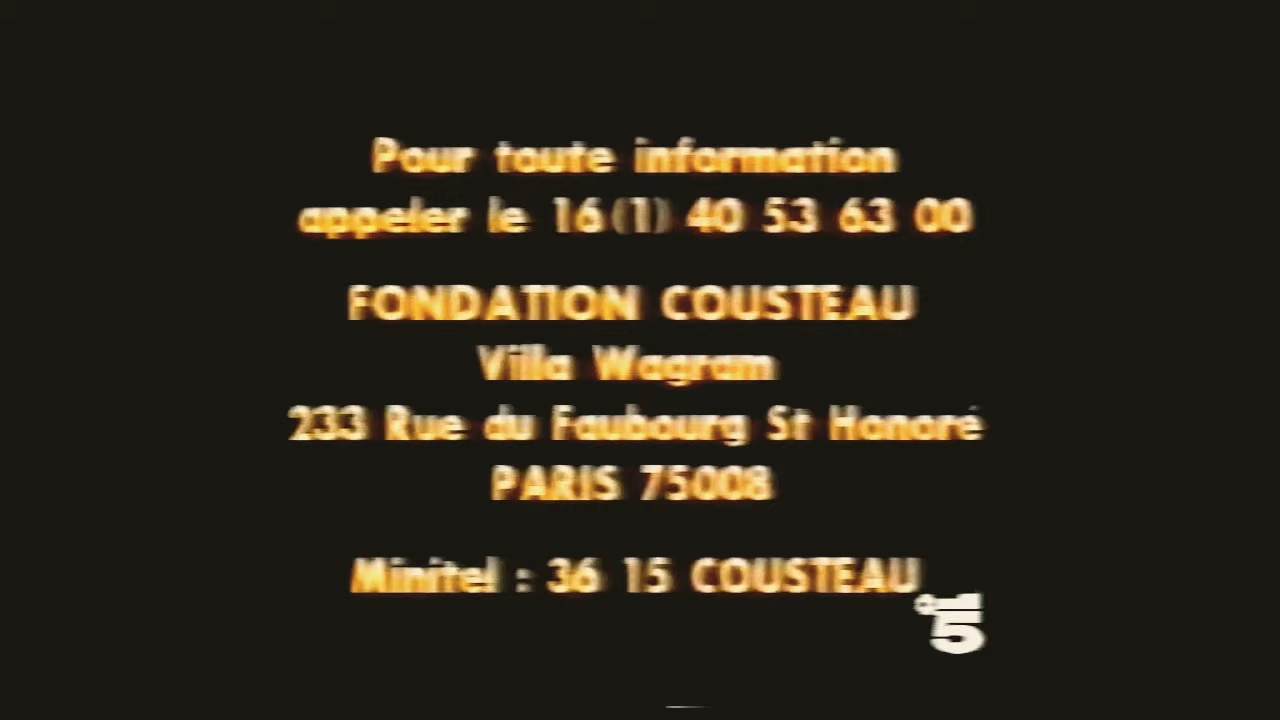 Pour toute information
appeler le 16 (1) 40 53 63 00
FONDATION COUSTEAU
Villa Wagram
233 Rue du Faubourg St Honoré
PARIS 75008
Minitel : 36 15 COUSTEAU
5